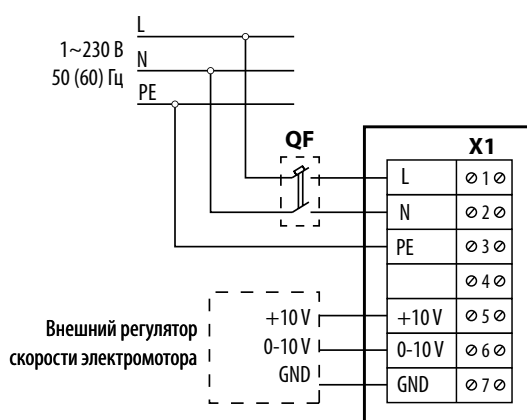 L
1~230 В
N
50 (60) Гц
PE
QF
X1
L
1
N
2
PE
3
4
+10 V
+10 V
5
Внешний регулятор
0-10 V
0-10 V
6
скорости электромотора
GND
GND
7